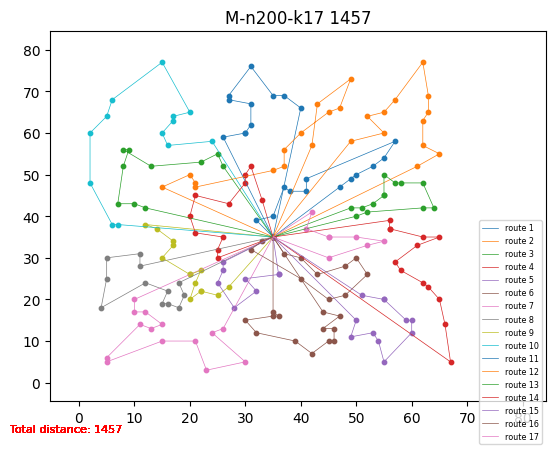 M-n200-k17 1457
80
70
60
50
40
30
20
10
0
0 10 20 30 40 50 60 70 80
route 1
route 2
route 3
route 4
route 5
route 6
route 7
route 8
route 9
route 10
route 11
route 12
route 13
route 14
route 15
route 16
route 17
Total distance: 1457